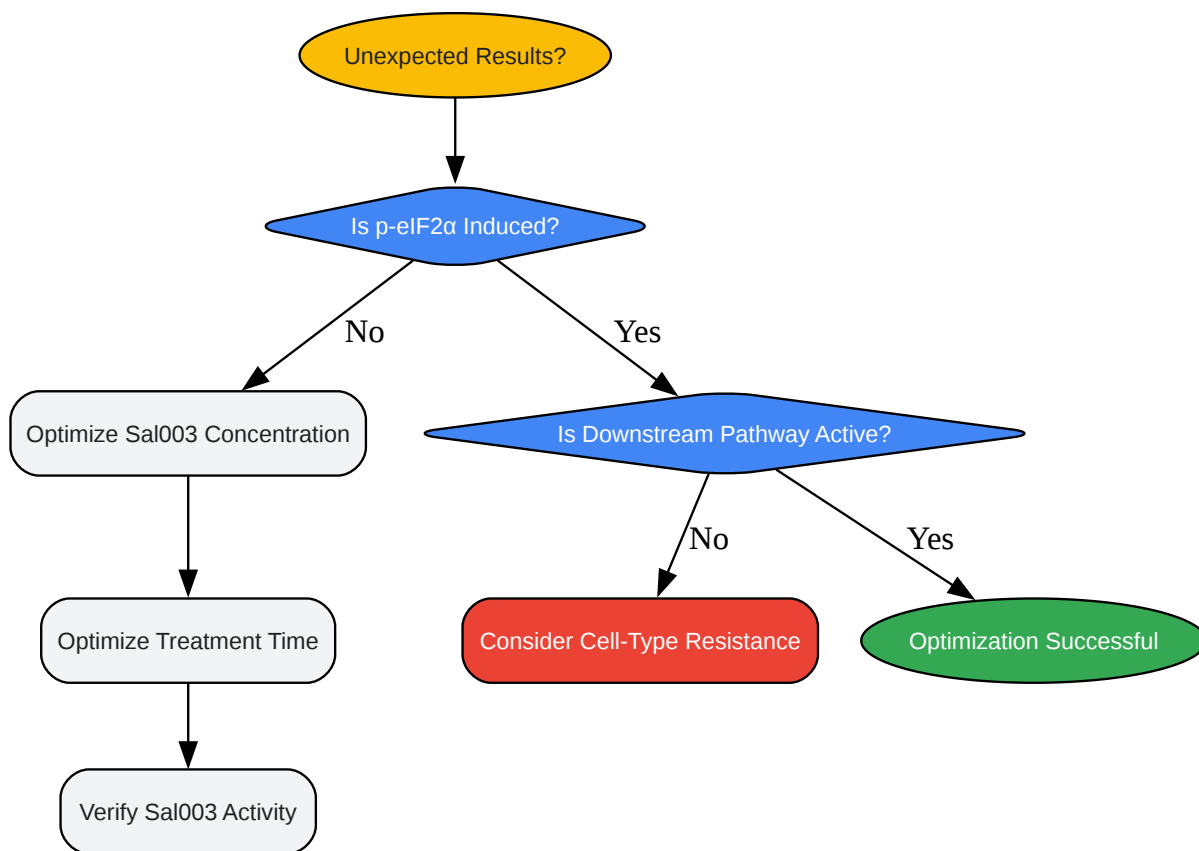 Unexpected Results?
Is p-eIF2α Induced?
No
Yes
Optimize Sal003 Concentration
Is Downstream Pathway Active?
No
Yes
Optimize Treatment Time
Consider Cell-Type Resistance
Optimization Successful
Verify Sal003 Activity